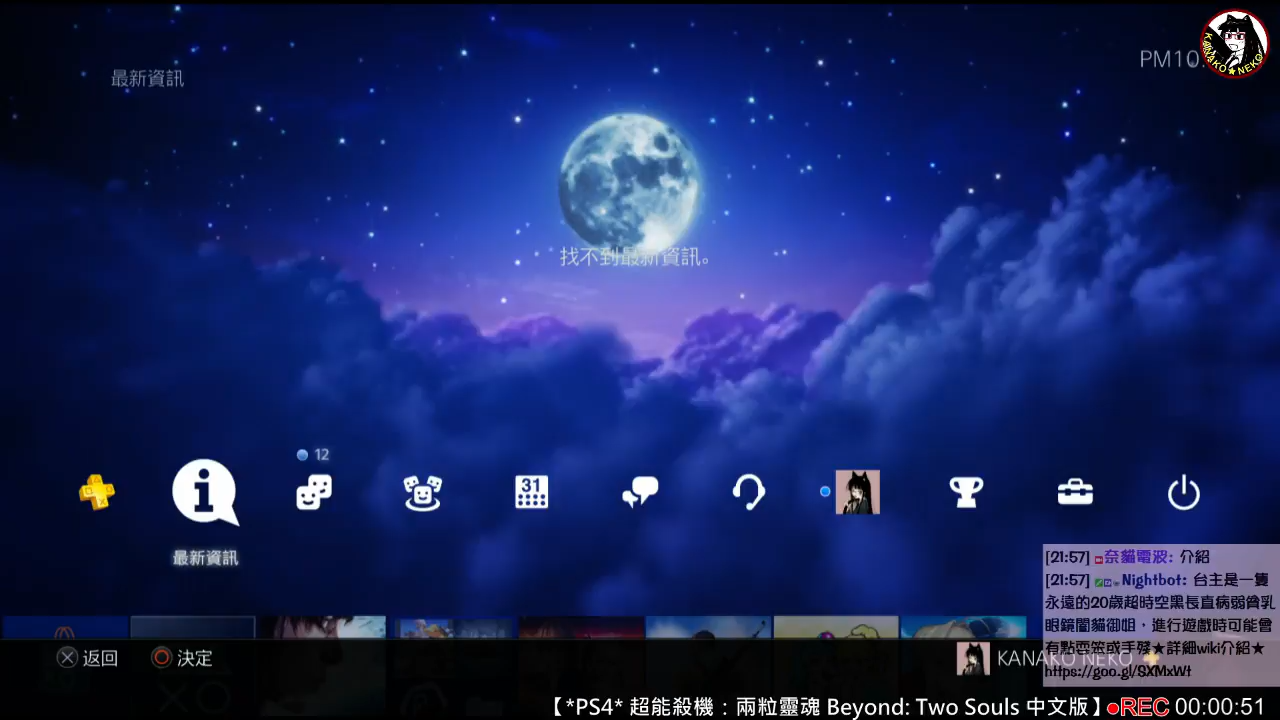 最新資訊
PM10:
KANAKO★NEKO
找不到最新資訊。
12
31
最新資訊
[21:57] 奈貓電波: 介紹
[21:57] Nightbot: 台主是一隻
永遠的20歲超時空黑長直病弱貧乳
眼鏡闇貓御姐，進行遊戲時可能會
有點耍笨或手殘★詳細wiki介紹★
https://goo.gl/SXMxWt
返回
決定
KANAKO NEKO
【*PS4* 超能殺機：兩粒靈魂 Beyond: Two Souls 中文版】●REC 00:00:51